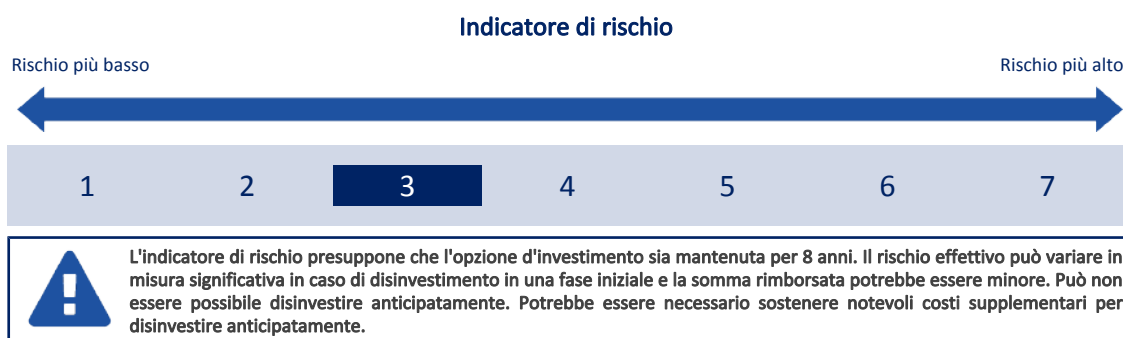 Indicatore di rischio
Rischio più basso
Rischio più alto
1 2 3 4 5 6 7
L'indicatore di rischio presuppone che l'opzione d'investimento sia mantenuta per 8 anni. Il rischio effettivo può variare in
misura significativa in caso di disinvestimento in una fase iniziale e la somma rimborsata potrebbe essere minore. Può non
essere possibile disinvestire anticipatamente. Potrebbe essere necessario sostenere notevoli costi supplementari per
disinvestire anticipatamente.